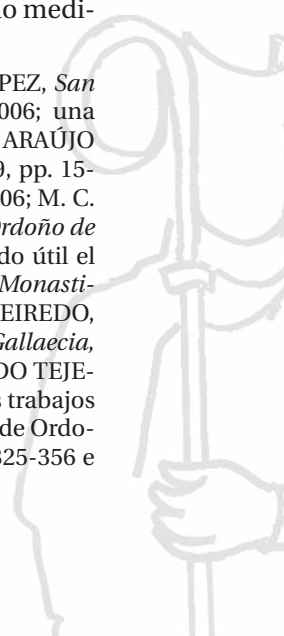 lo medi-
PEZ, San
006; una
ARAÚJO
9, pp. 15-
06; M. C.
Ordoño de
do útil el
Monasti-
EIREDO,
Gallaecia,
DO TEJE-
s trabajos
de Ordo-
325-356 e